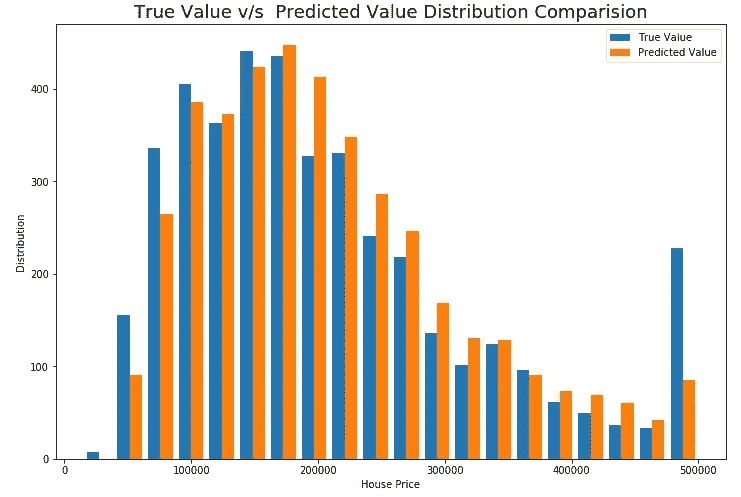 True Value v/s  Predicted Value Distribution Comparision
True Value
Predicted Value
Distribution
400
300
200
100
0
0
100000
200000
300000
400000
500000
House Price